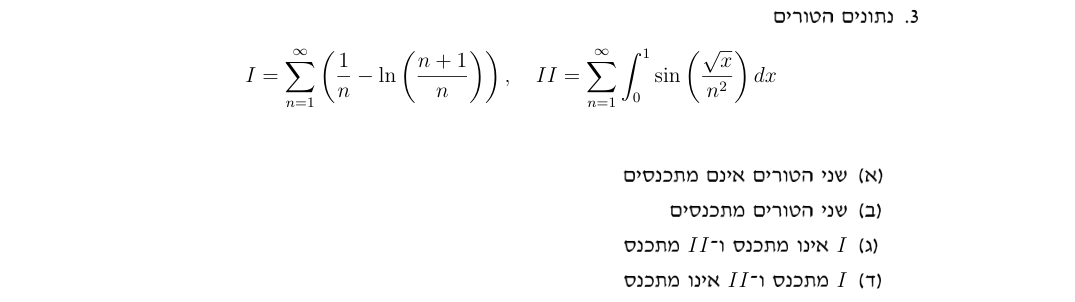 3. נתונים הטורים
I = \sum_{n=1}^{\infty} \left( \frac{1}{n} - \ln \left( \frac{n+1}{n} \right) \right), \quad II = \sum_{n=1}^{\infty} \int_0^1 \sin \left( \frac{\sqrt{x}}{n^2} \right) dx
(א) שני הטורים אינם מתכנסים
(ב) שני הטורים מתכנסים
(ג) I אינו מתכנס ו־II מתכנס
(ד) I מתכנס ו־II אינו מתכנס